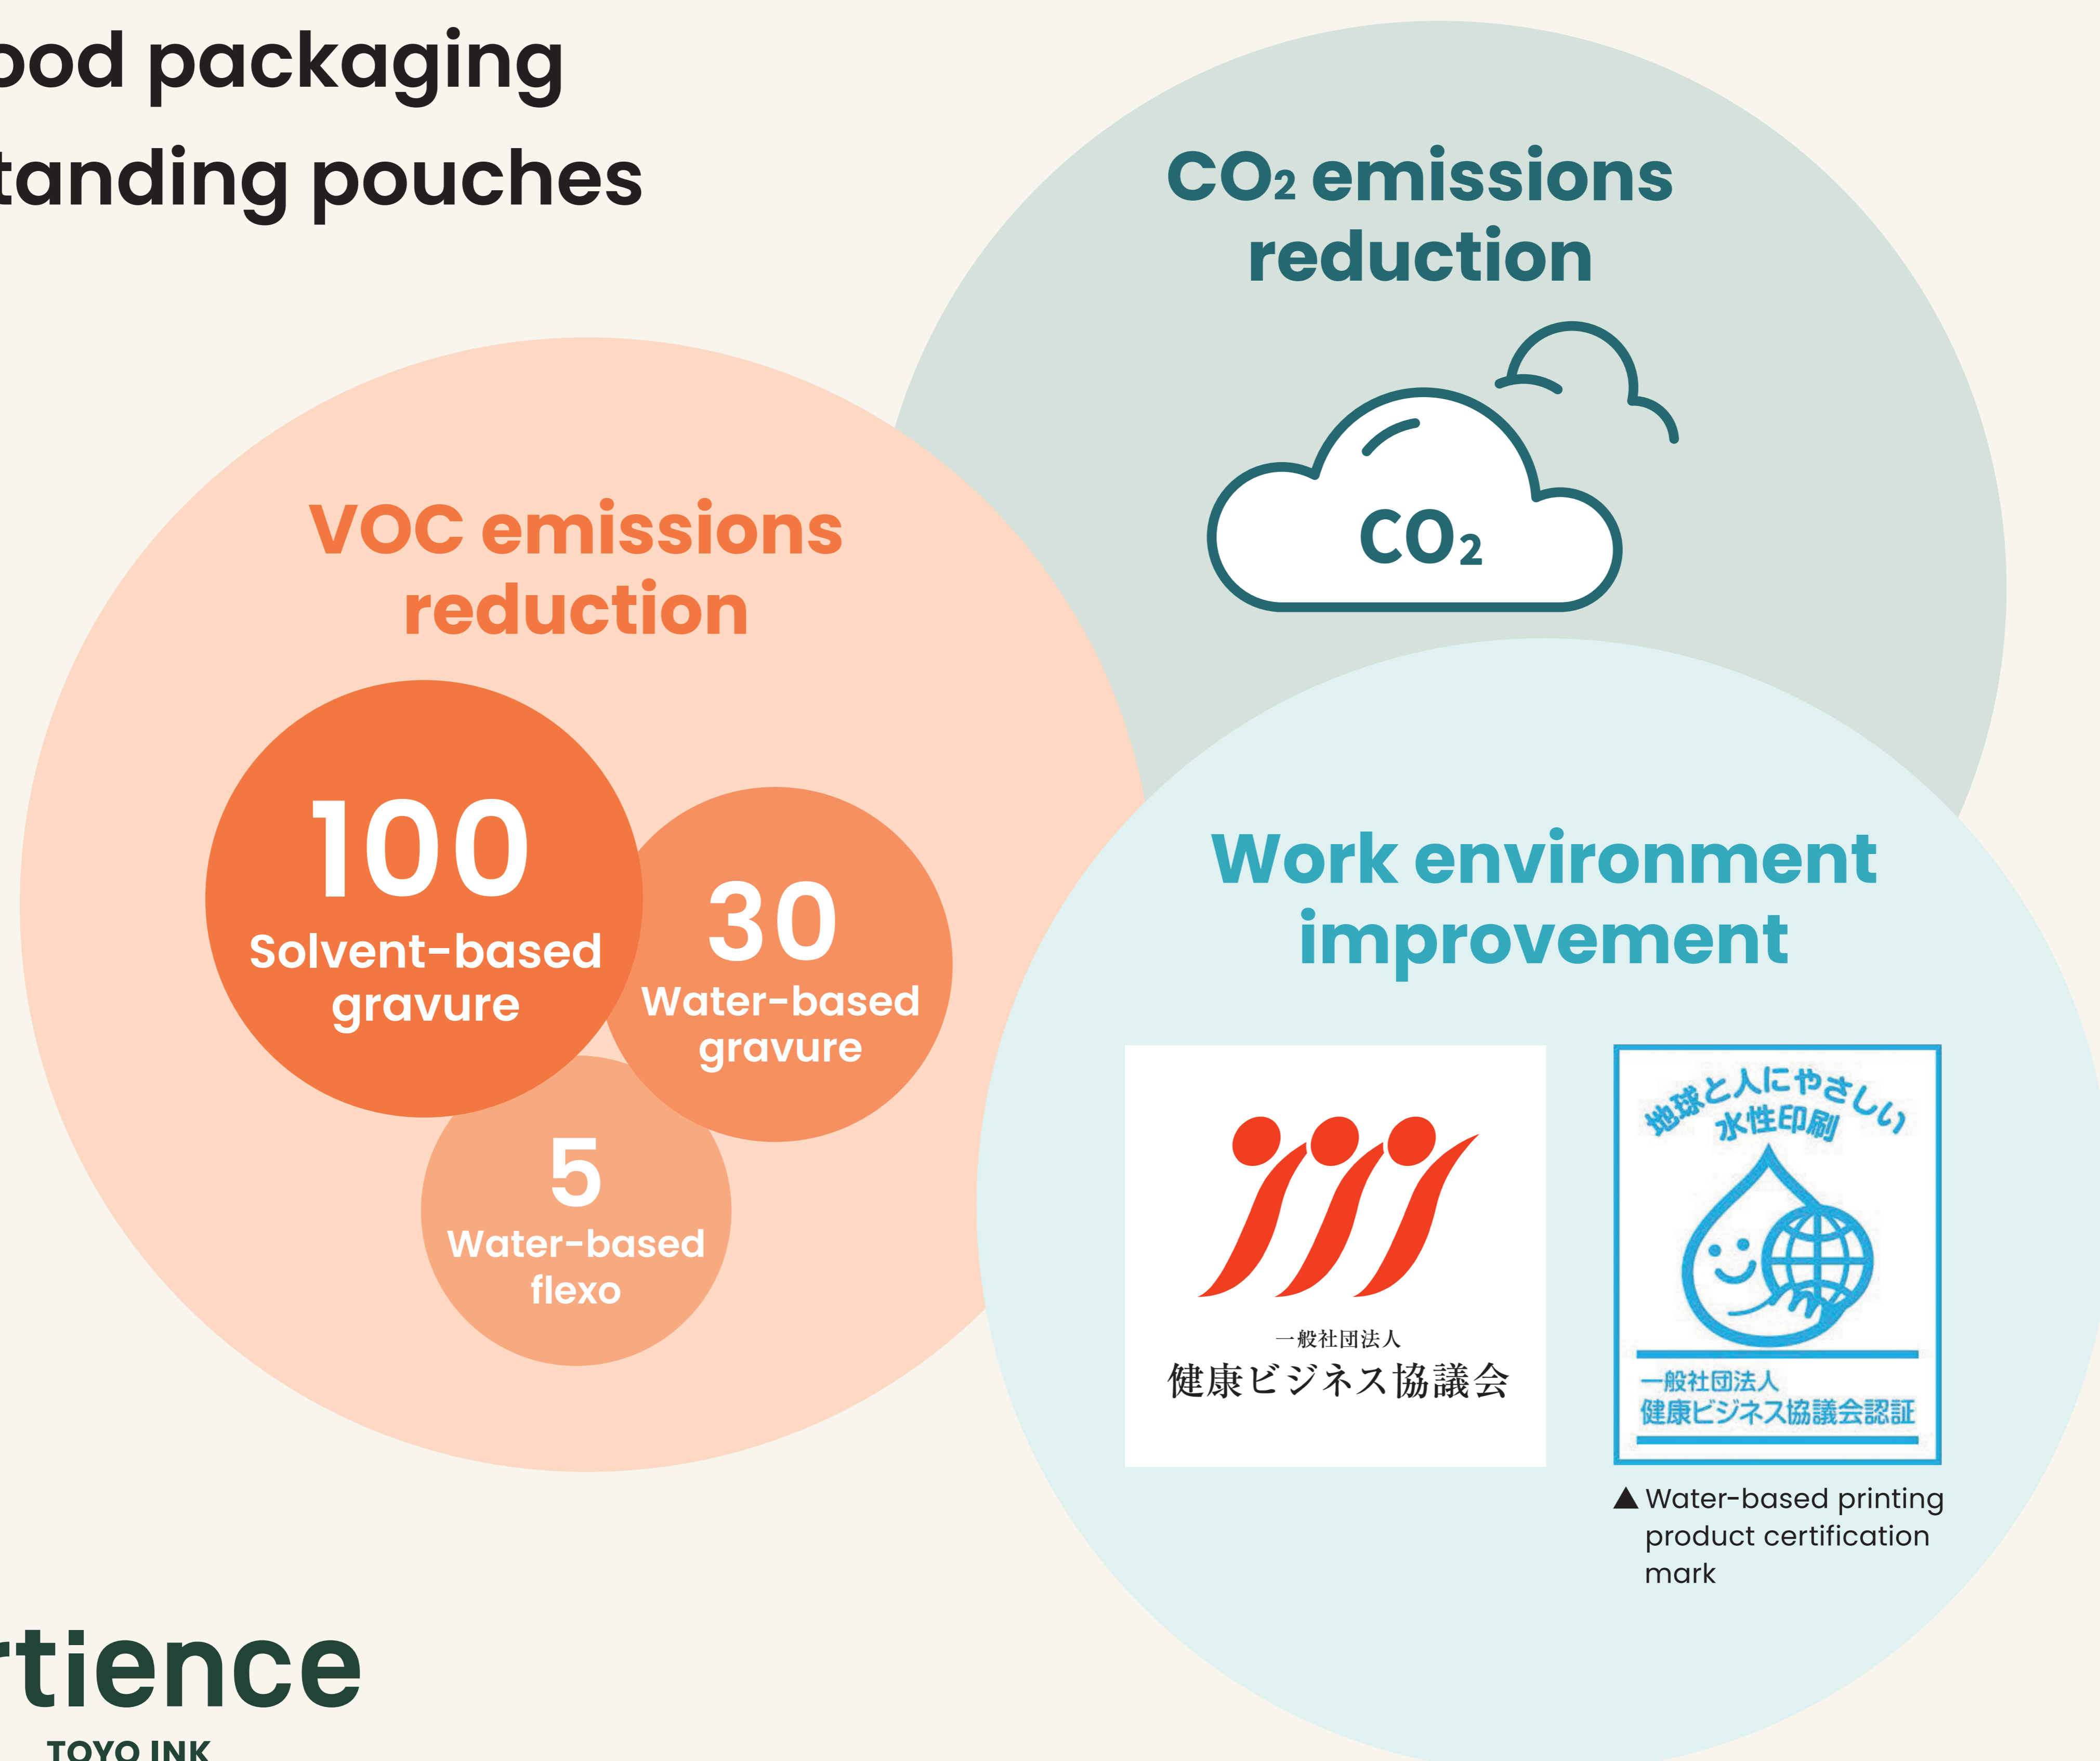 ood packaging
tanding pouches
CO₂ emissions
reduction
CO₂
VOC emissions
reduction
100
Solvent-based
gravure
30
Water-based
gravure
5
Water-based
flexo
Work environment
improvement
一般社団法人
健康ビジネス協議会
地球と人にやさしい
水性印刷
一般社団法人
健康ビジネス協議会認証
▲ Water-based printing
product certification
mark
rtience
TOYO INK